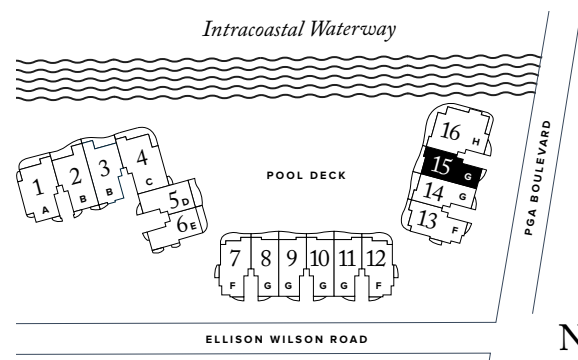 Intracoastal Waterway
16 H
15 G
14 G
13 F
1 A
2 B
3 B
4 C
5 D
6 E
POOL DECK
PGA BOULEVARD
7 F
8 G
9 G
10 G
11 G
12 F
ELLISON WILSON ROAD
N